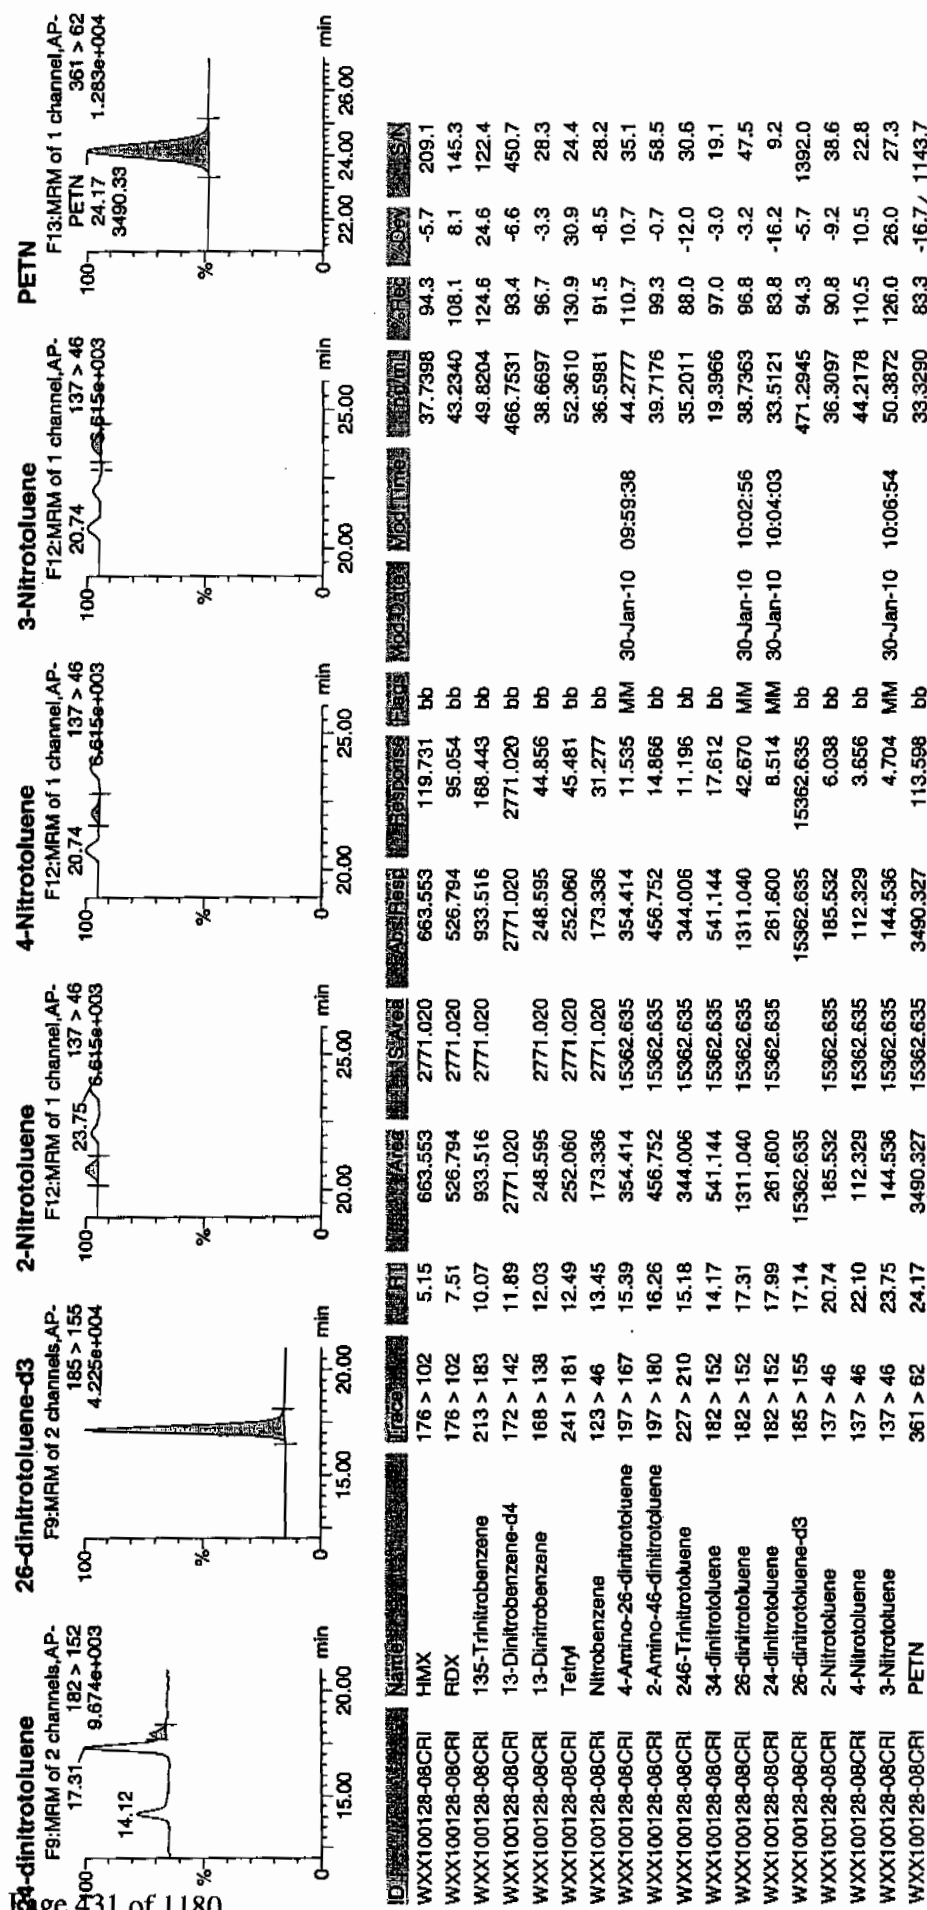 24-dinitrotoluene
F9:MRM of 2 channels,AP-
17.31 182 > 152
9.674e+003
14.12
100
%
0
15.00 20.00 min
26-dinitrotoluene-d3
F9:MRM of 2 channels,AP-
185 > 155
4.225e+004
100
%
0
15.00 20.00 min
2-Nitrotoluene
F12:MRM of 1 channel,AP-
137 > 46
23.75 6.615e+003
100
%
0
20.00 25.00 min
4-Nitrotoluene
F12:MRM of 1 channel,AP-
20.74 137 > 46
6.615e+003
100
%
0
20.00 25.00 min
3-Nitrotoluene
F12:MRM of 1 channel,AP-
20.74 137 > 46
6.615e+003
100
%
0
20.00 25.00 min
PETN
F13:MRM of 1 channel,AP-
PETN 361 > 62
24.17 1.283e+004
3490.33
100
%
0
22.00 24.00 26.00 min
ID Name Trace RT Area IS Area Abs.Resp Response Flags Mod.Date Mod.Time ng/mL %Rec %Dev S/N
WXX100128-08CRI HMX 176 > 102 5.15 663.553 2771.020 663.553 119.731 bb 37.7398 94.3 -5.7 209.1
WXX100128-08CRI RDX 176 > 102 7.51 526.794 2771.020 526.794 95.054 bb 43.2340 108.1 8.1 145.3
WXX100128-08CRI 135-Trinitrobenzene 213 > 183 10.07 933.516 2771.020 933.516 168.443 bb 49.8204 124.6 24.6 122.4
WXX100128-08CRI 13-Dinitrobenzene-d4 172 > 142 11.89 2771.020 2771.020 2771.020 bb 466.7531 93.4 -6.6 450.7
WXX100128-08CRI 13-Dinitrobenzene 168 > 138 12.03 248.595 2771.020 248.595 44.856 bb 38.6697 96.7 -3.3 28.3
WXX100128-08CRI Tetryl 241 > 181 12.49 252.060 2771.020 252.060 45.481 bb 52.3610 130.9 30.9 24.4
WXX100128-08CRI Nitrobenzene 123 > 46 13.45 173.336 2771.020 173.336 31.277 bb 36.5981 91.5 -8.5 28.2
WXX100128-08CRI 4-Amino-26-dinitrotoluene 197 > 167 15.39 354.414 15362.635 354.414 11.535 MM 30-Jan-10 09:59:38 44.2777 110.7 10.7 35.1
WXX100128-08CRI 2-Amino-46-dinitrotoluene 197 > 180 16.26 456.752 15362.635 456.752 14.866 bb 39.7176 99.3 -0.7 58.5
WXX100128-08CRI 246-Trinitrotoluene 227 > 210 15.18 344.006 15362.635 344.006 11.196 bb 35.2011 88.0 -12.0 30.6
WXX100128-08CRI 34-dinitrotoluene 182 > 152 14.17 541.144 15362.635 541.144 17.612 bb 19.3966 97.0 -3.0 19.1
WXX100128-08CRI 26-dinitrotoluene 182 > 152 17.31 1311.040 15362.635 1311.040 42.670 MM 30-Jan-10 10:02:56 38.7363 96.8 -3.2 47.5
WXX100128-08CRI 24-dinitrotoluene 182 > 152 17.99 261.600 15362.635 261.600 8.514 MM 30-Jan-10 10:04:03 33.5121 83.8 -16.2 9.2
WXX100128-08CRI 26-dinitrotoluene-d3 185 > 155 17.14 15362.635 15362.635 15362.635 bb 471.2945 94.3 -5.7 1392.0
WXX100128-08CRI 2-Nitrotoluene 137 > 46 20.74 185.532 15362.635 185.532 6.038 bb 36.3097 90.8 -9.2 38.6
WXX100128-08CRI 4-Nitrotoluene 137 > 46 22.10 112.329 15362.635 112.329 3.656 bb 44.2178 110.5 10.5 22.8
WXX100128-08CRI 3-Nitrotoluene 137 > 46 23.75 144.536 15362.635 144.536 4.704 MM 30-Jan-10 10:06:54 50.3872 126.0 26.0 27.3
WXX100128-08CRI PETN 361 > 62 24.17 3490.327 15362.635 3490.327 113.598 bb 33.3290 83.3 -16.7 1143.7
Page 431 of 1180